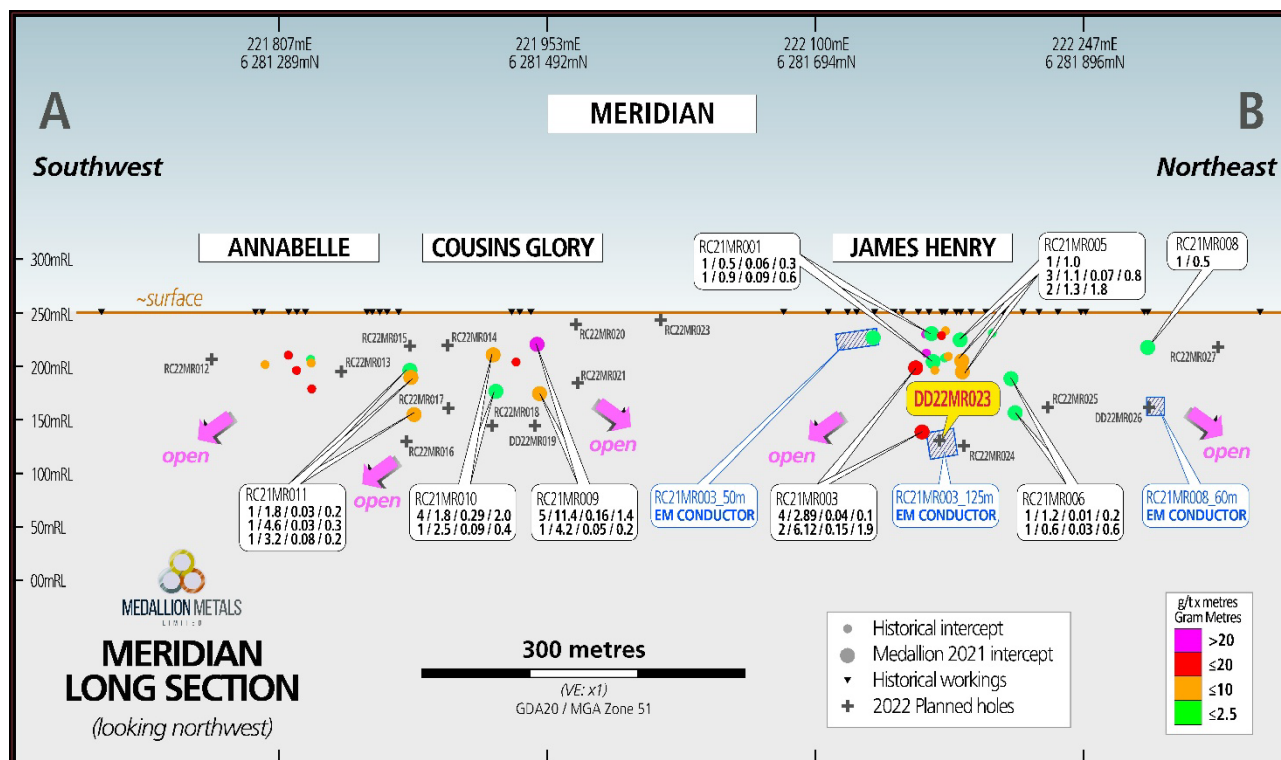 221 807mE
6 281 289mN
221 953mE
6 281 492mN
222 100mE
6 281 694mN
222 247mE
6 281 896mN
A
MERIDIAN
B
Southwest
Northeast
ANNABELLE
COUSINS GLORY
JAMES HENRY
RC21MR001
1 / 0.5 / 0.06 / 0.3
1 / 0.9 / 0.09 / 0.6
RC21MR005
1 / 1.0
3 / 1.1 / 0.07 / 0.8
2 / 1.3 / 1.8
RC21MR008
1 / 0.5
300mRL
250mRL
200mRL
150mRL
100mRL
50mRL
00mRL
~surface
RC22MR012
RC22MR013
RC22MR015
RC22MR014
RC22MR017
RC22MR016
RC22MR018
DD22MR019
RC22MR020
RC22MR021
RC22MR023
DD22MR023
RC22MR024
RC22MR025
DD22MR026
RC22MR027
open
open
open
open
open
RC21MR011
1 / 1.8 / 0.03 / 0.2
1 / 4.6 / 0.03 / 0.3
1 / 3.2 / 0.08 / 0.2
RC21MR010
4 / 1.8 / 0.29 / 2.0
1 / 2.5 / 0.09 / 0.4
RC21MR009
5 / 11.4 / 0.16 / 1.4
1 / 4.2 / 0.05 / 0.2
RC21MR003_50m
EM CONDUCTOR
RC21MR003
4 / 2.89 / 0.04 / 0.1
2 / 6.12 / 0.15 / 1.9
RC21MR003_125m
EM CONDUCTOR
RC21MR006
1 / 1.2 / 0.01 / 0.2
1 / 0.6 / 0.03 / 0.6
RC21MR008_60m
EM CONDUCTOR
MEDALLION METALS
LIMITED
MERIDIAN
LONG SECTION
(looking northwest)
300 metres
(VE: x1)
GDA20 / MGA Zone 51
Historical intercept
Medallion 2021 intercept
Historical workings
2022 Planned holes
g/t x metres
Gram Metres
>20
≤20
≤10
≤2.5